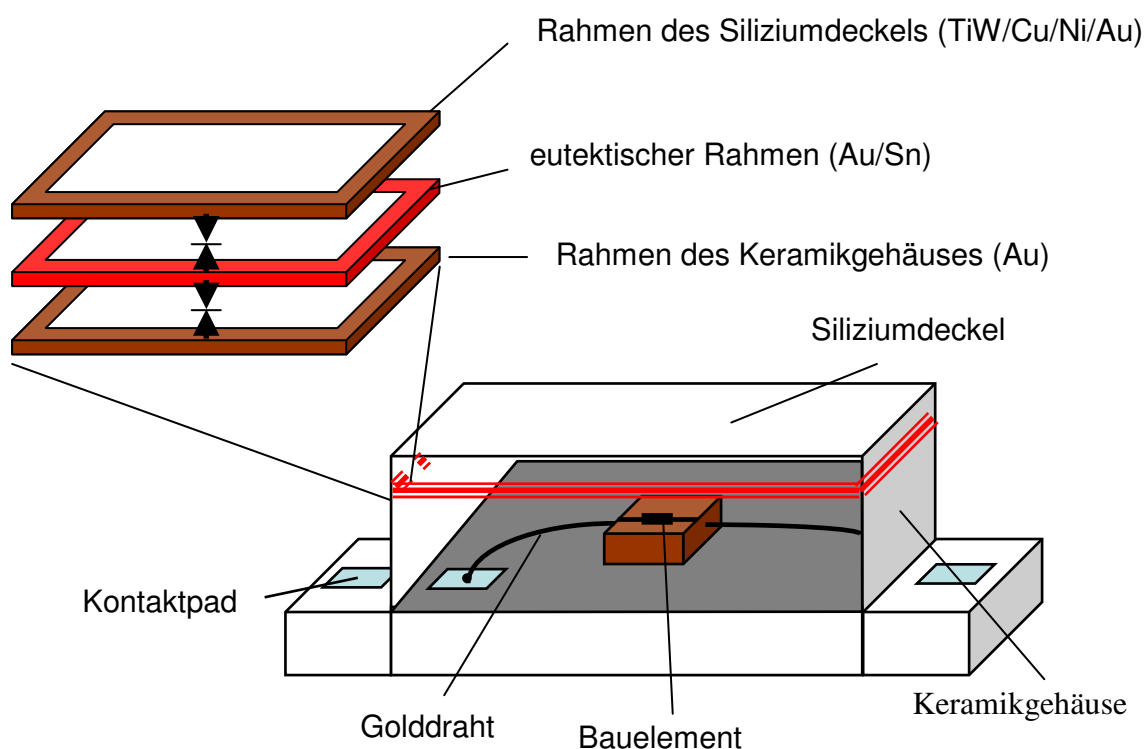 Rahmen des Siliziumdeckels (TiW/Cu/Ni/Au)
eutektischer Rahmen (Au/Sn)
Rahmen des Keramikgehäuses (Au)
Siliziumdeckel
Kontaktpad
Keramikgehäuse
Golddraht
Bauelement